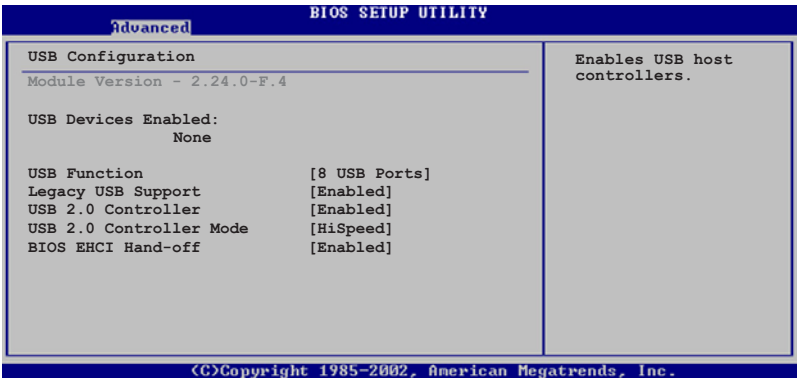 BIOS SETUP UTILITY
Advanced
USB Configuration
Module Version - 2.24.0-F.4
USB Devices Enabled:
None
USB Function [8 USB Ports]
Legacy USB Support [Enabled]
USB 2.0 Controller [Enabled]
USB 2.0 Controller Mode [HiSpeed]
BIOS EHCI Hand-off [Enabled]
Enables USB host
controllers.
(C)Copyright 1985-2002, American Megatrends, Inc.